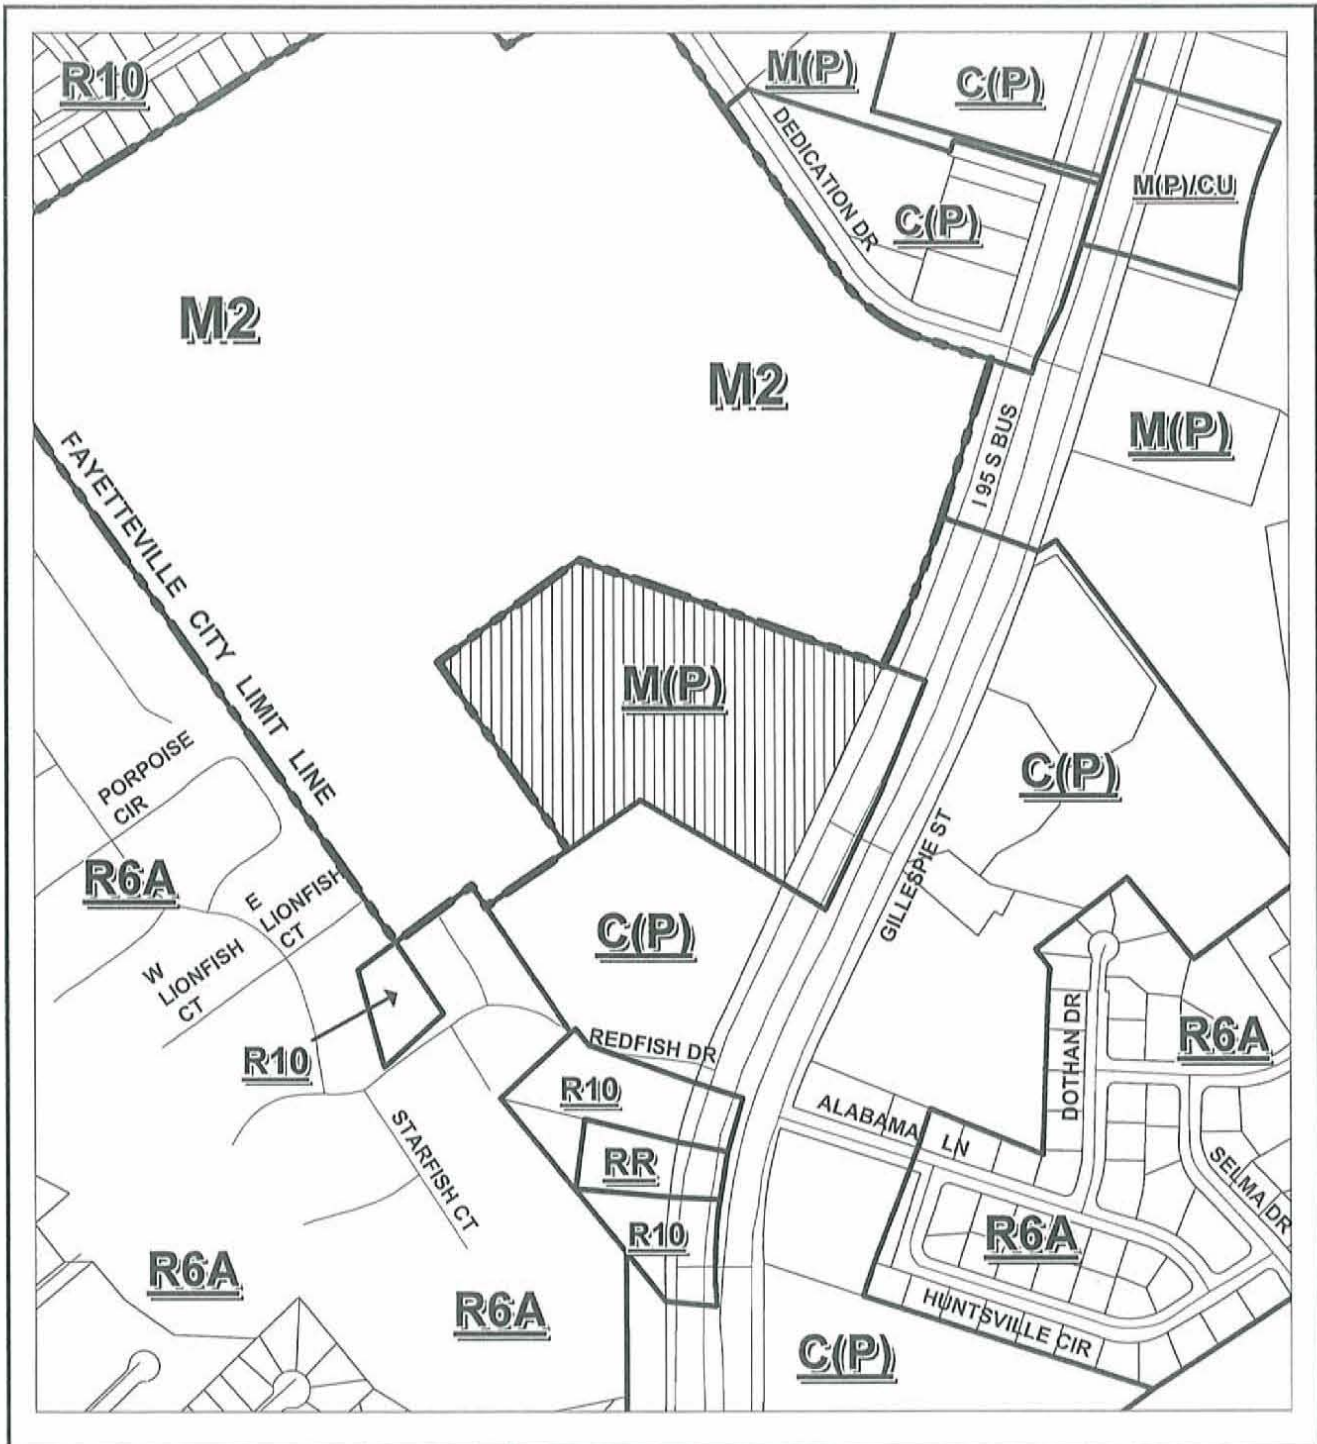 R10
M(P)
C(P)
DEDICATION DR
M(P)/CU
C(P)
M2
M2
I 95 S BUS
M(P)
FAYETTEVILLE CITY LIMIT LINE
M(P)
C(P)
PORPOISE
CIR
GILLESPIE ST
R6A
E
LIONFISH
CT
C(P)
W
LIONFISH
CT
R10
REDFISH DR
DOTHAN DR
R6A
R10
ALABAMA LN
STARFISH CT
RR
SELMA DR
R10
R6A
R6A
R6A
HUNTSVILLE CIR
C(P)